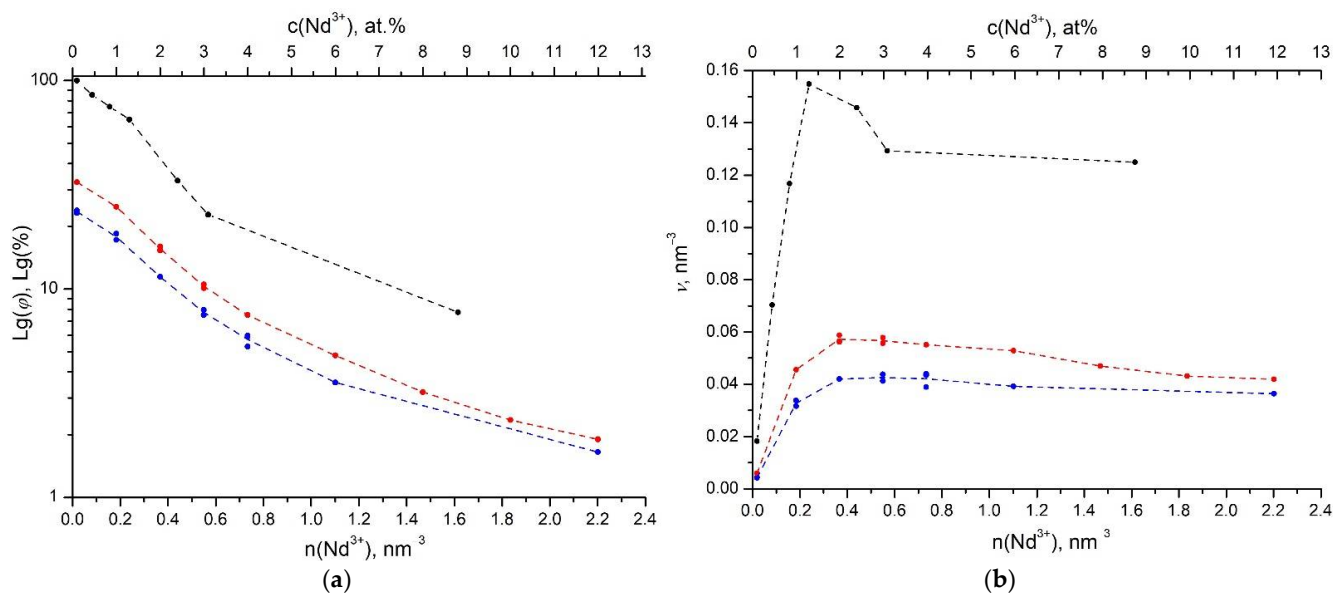 c(Nd³⁺), at.%
0 1 2 3 4 5 6 7 8 9 10 11 12 13
100
10
1
Lg(φ), Lg(%)
0.0 0.2 0.4 0.6 0.8 1.0 1.2 1.4 1.6 1.8 2.0 2.2 2.4
n(Nd³⁺), nm ³
(a)
c(Nd³⁺), at%
0 1 2 3 4 5 6 7 8 9 10 11 12 13
0.16
0.14
0.12
0.10
0.08
0.06
0.04
0.02
0.00
ν, nm⁻³
0.0 0.2 0.4 0.6 0.8 1.0 1.2 1.4 1.6 1.8 2.0 2.2 2.4
n(Nd³⁺), nm ³
(b)